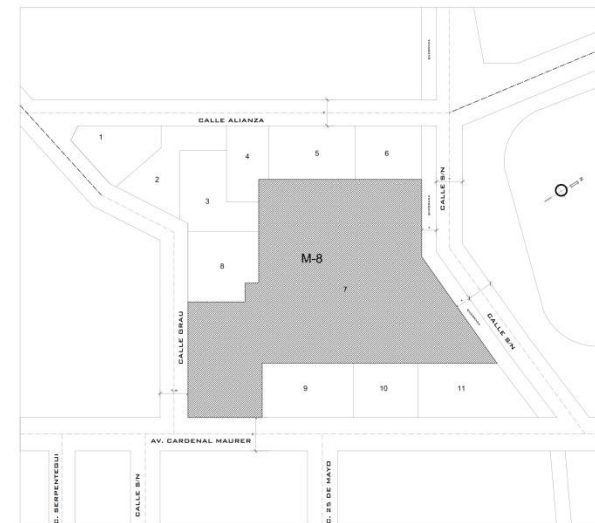 CALLE ALIANZA
1
2
3
4
5
6
CALLE S/N
M-8
7
8
CALLE GRAU
CALLE S/N
9
10
11
AV. CARDENAL MAURER
C. SERPENTEGUI
CALLE S/N
C. 25 DE MAYO